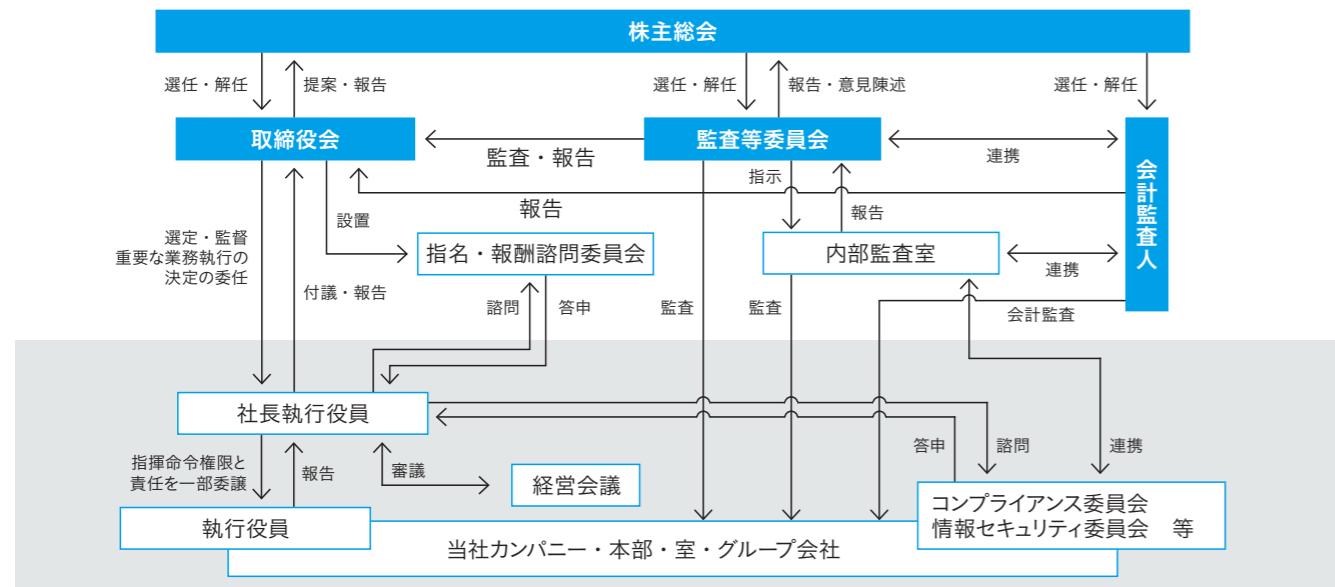 株主総会
選任・解任
提案・報告
選任・解任
報告・意見陳述
選任・解任
取締役会
監査等委員会
監査・報告
連携
会計監査人
指示
報告
報告
設置
選定・監督
重要な業務執行の
決定の委任
指名・報酬諮問委員会
内部監査室
連携
付議・報告
諮問
答申
監査
監査
会計監査
社長執行役員
答申
諮問
連携
指揮命令権限と
責任を一部委譲
報告
審議
経営会議
コンプライアンス委員会
情報セキュリティ委員会 等
執行役員
当社カンパニー・本部・室・グループ会社